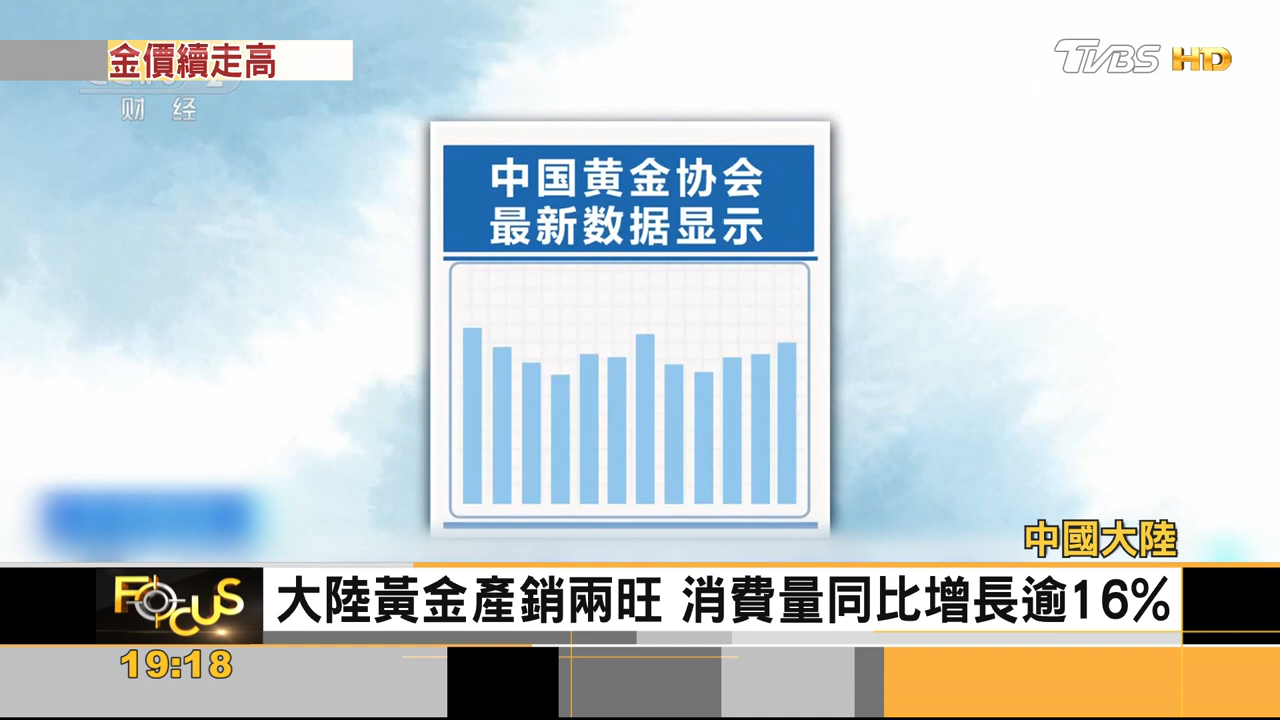 金價續走高
财 经
TVBS HD
中国黄金协会
最新数据显示
中國大陸
FOCUS
大陸黃金產銷兩旺 消費量同比增長逾16%
19:18